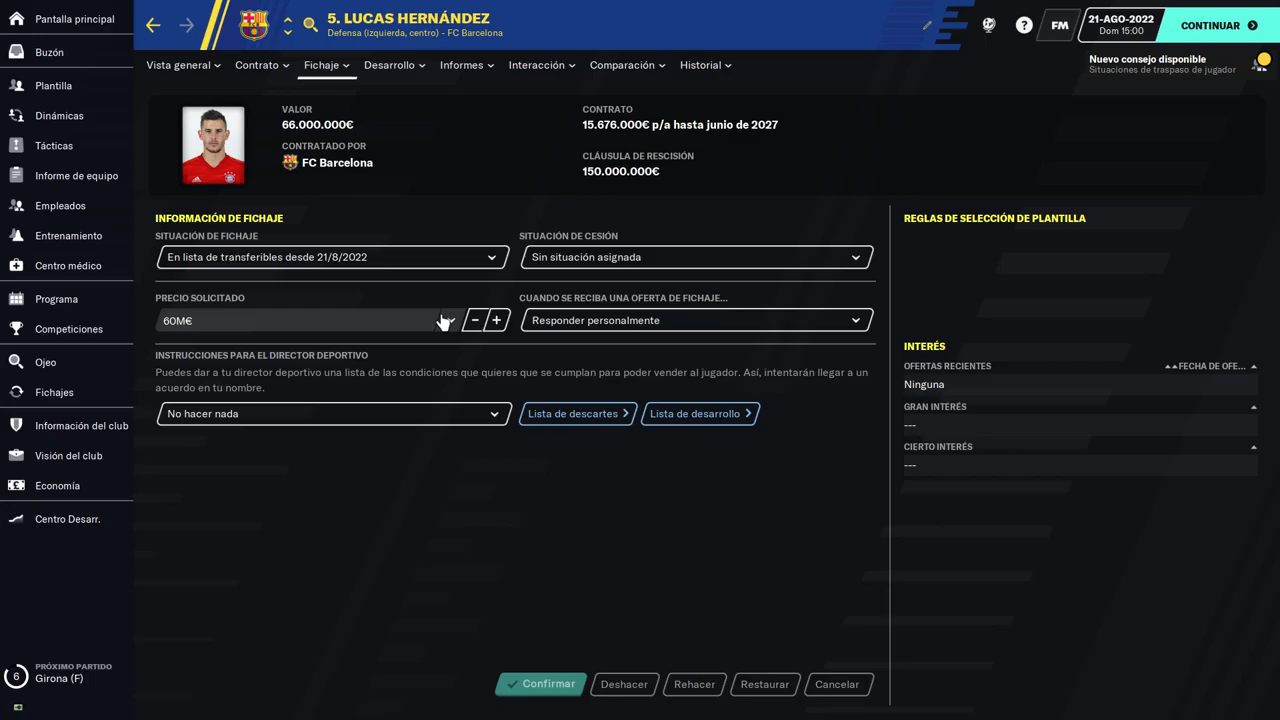 Pantalla principal
Buzón
Plantilla
Dinámicas
Tácticas
Informe de equipo
Empleados
Entrenamiento
Centro médico
Programa
Competiciones
Ojeo
Fichajes
Información del club
Visión del club
Economía
Centro Desarr.
6
PRÓXIMO PARTIDO
Girona (F)
5. LUCAS HERNÁNDEZ
Defensa (izquierda, centro) - FC Barcelona
?
FM
21-AGO-2022
Dom 15:00
CONTINUAR
Vista general Contrato Fichaje Desarrollo Informes Interacción Comparación Historial
Nuevo consejo disponible
Situaciones de traspaso de jugador
VALOR
66.000.000€
CONTRATADO POR
FC Barcelona
CONTRATO
15.676.000€ p/a hasta junio de 2027
CLÁUSULA DE RESCISIÓN
150.000.000€
INFORMACIÓN DE FICHAJE
SITUACIÓN DE FICHAJE
En lista de transferibles desde 21/8/2022
SITUACIÓN DE CESIÓN
Sin situación asignada
PRECIO SOLICITADO
60M€
- +
CUANDO SE RECIBA UNA OFERTA DE FICHAJE...
Responder personalmente
INSTRUCCIONES PARA EL DIRECTOR DEPORTIVO
Puedes dar a tu director deportivo una lista de las condiciones que quieres que se cumplan para poder vender al jugador. Así, intentarán llegar a un
acuerdo en tu nombre.
No hacer nada
Lista de descartes
Lista de desarrollo
REGLAS DE SELECCIÓN DE PLANTILLA
INTERÉS
OFERTAS RECIENTES FECHA DE OFE...
Ninguna
GRAN INTERÉS
---
CIERTO INTERÉS
---
Confirmar Deshacer Rehacer Restaurar Cancelar